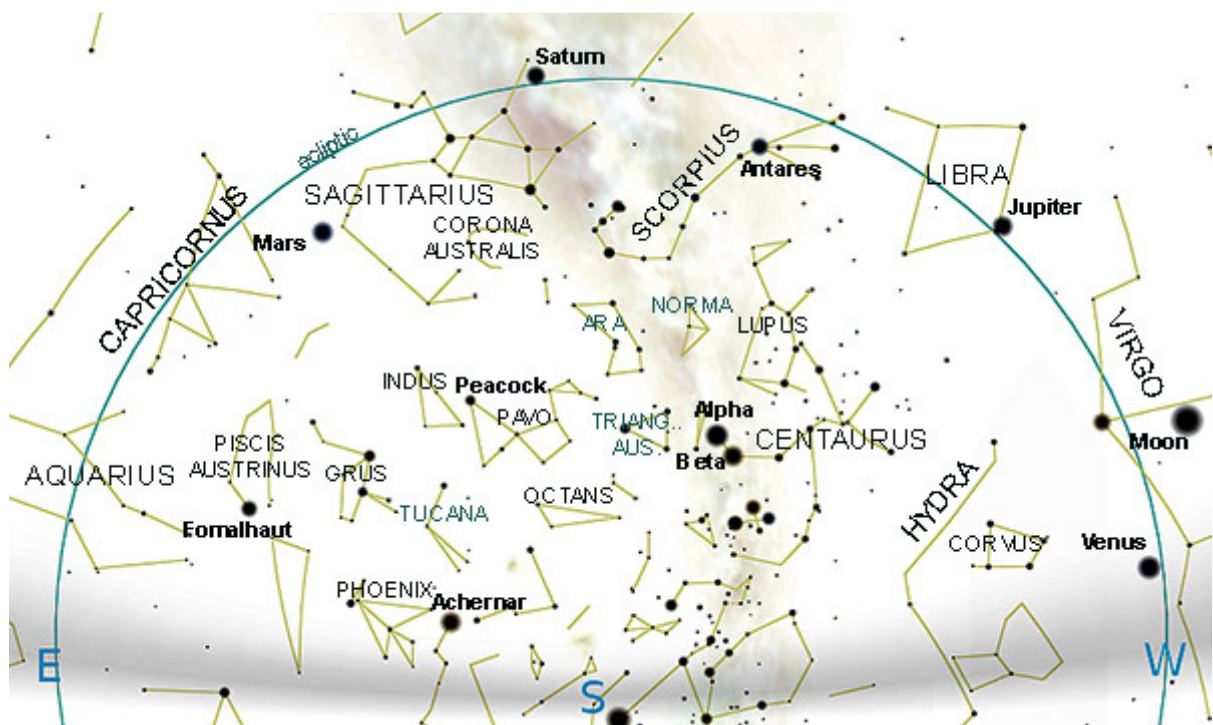 Saturn
ecliptic
SAGITTARIUS
SCORPIUS
Antares
LIBRA
Jupiter
CAPRICORNUS
Mars
CORONA
AUSTRALIS
NORMA
ARA
LUPUS
VIRGO
INDUS
Peacock
PAVO
TRIANG..
AUS.
Alpha
Beta
CENTAURUS
Moon
AQUARIUS
PISCIS
AUSTRINUS
GRUS
OCTANS
HYDRA
TUCANA
Fomalhaut
CORVUS
Venus
PHOENIX
Achernar
E
S
W